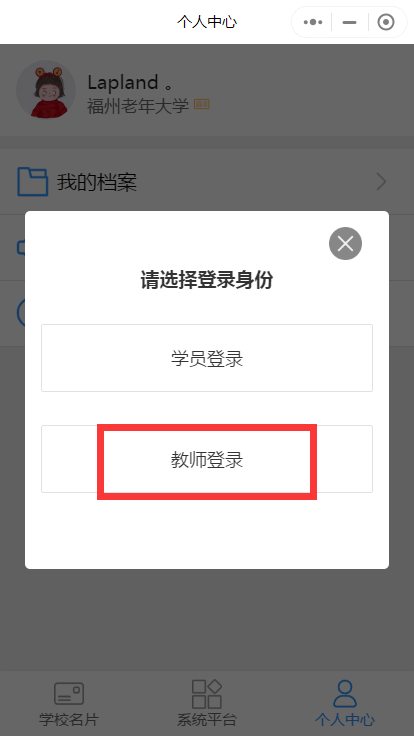 个人中心
Lapland 。
福州老年大学
我的档案
请选择登录身份
学员登录
教师登录
学校名片
系统平台
个人中心